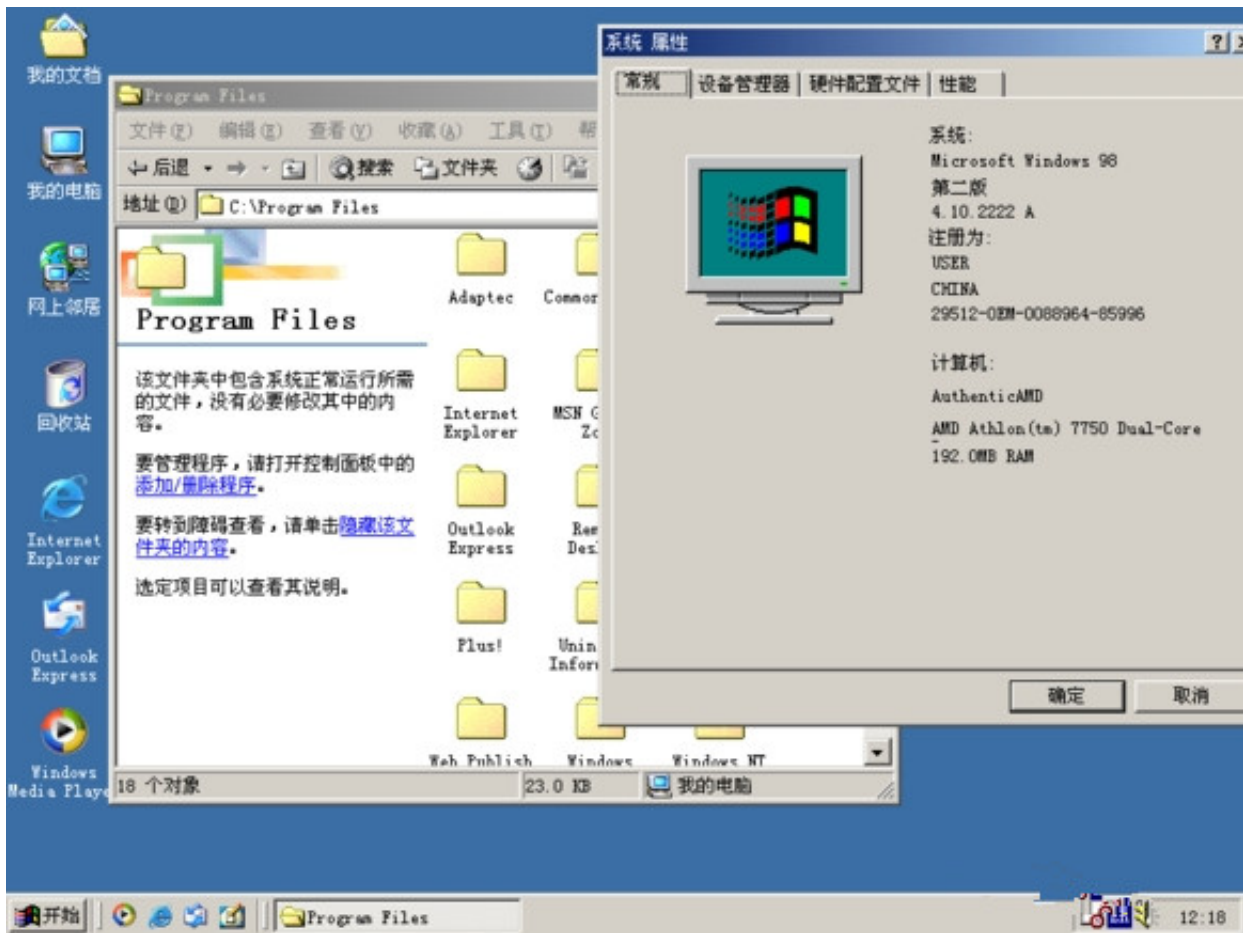 我的文档
我的电脑
网上邻居
回收站
Internet
Explorer
Outlook
Express
Windows
Media Playe
Program Files
文件(F) 编辑(E) 查看(V) 收藏(A) 工具(T) 帮
后退 搜索 文件夹
地址(D) C:\Program Files
Program Files
该文件夹中包含系统正常运行所需
的文件，没有必要修改其中的内
容。
要管理程序，请打开控制面板中的
添加/删除程序。
要转到障碍查看，请单击隐藏该文
件夹的内容。
选定项目可以查看其说明。
Adaptec
Common
Internet
Explorer
MSN G
Zo
Outlook
Express
Rem
Des
Plus!
Unin
Infor
Web Publish
Windows
Windows NT
18 个对象 23.0 KB 我的电脑
系统 属性
常规 设备管理器 硬件配置文件 性能
系统:
Microsoft Windows 98
第二版
4.10.2222 A
注册为:
USER
CHINA
29512-OEM-0088964-85996
计算机:
AuthenticAMD
AMD Athlon(tm) 7750 Dual-Core
192.0MB RAM
确定 取消
开始 Program Files 12:18